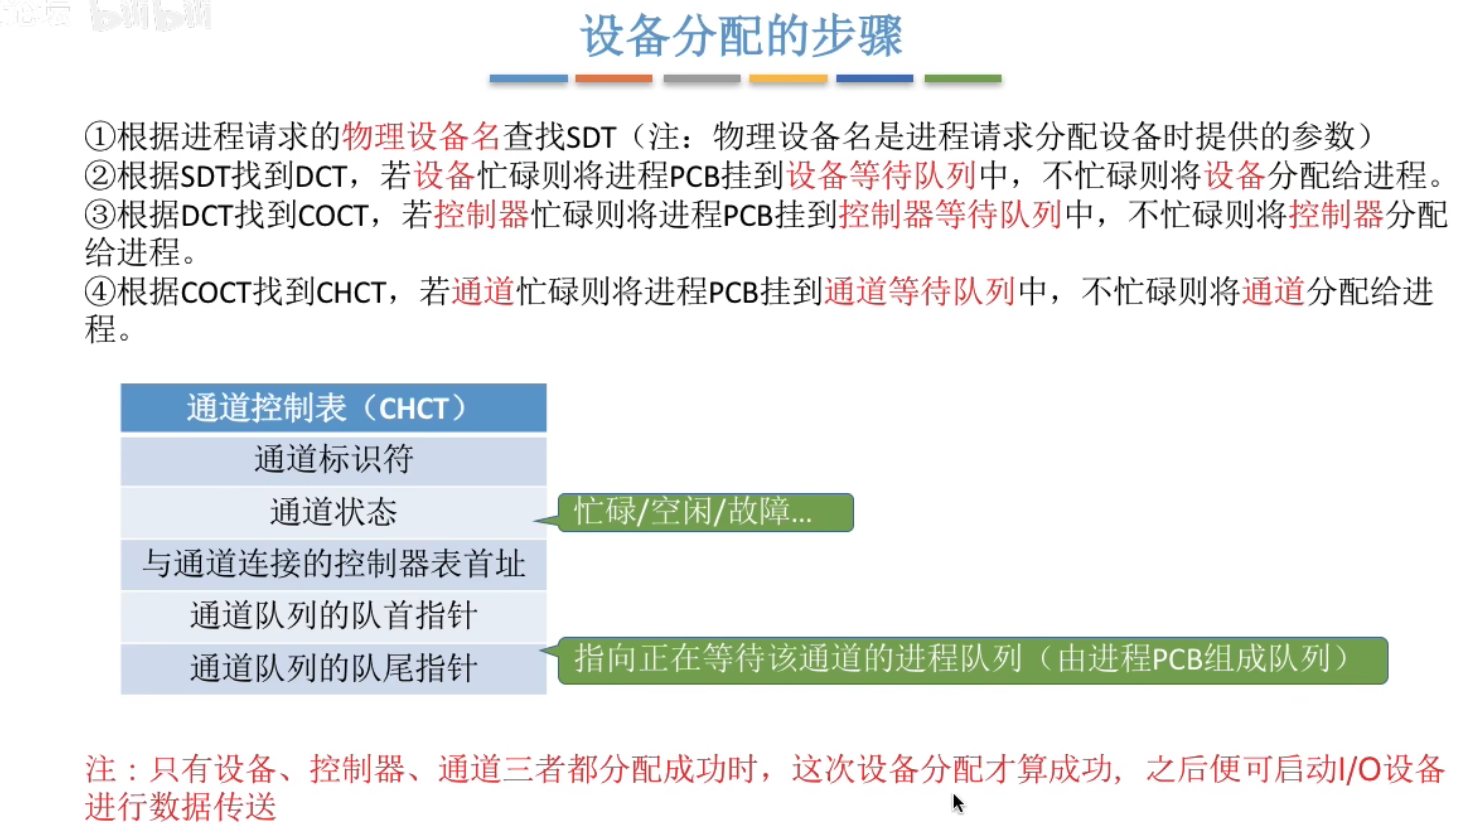 论坛 bilibili
设备分配的步骤
①根据进程请求的物理设备名查找SDT（注：物理设备名是进程请求分配设备时提供的参数）
②根据SDT找到DCT，若设备忙碌则将进程PCB挂到设备等待队列中，不忙碌则将设备分配给进程。
③根据DCT找到COCT，若控制器忙碌则将进程PCB挂到控制器等待队列中，不忙碌则将控制器分配
给进程。
④根据COCT找到CHCT，若通道忙碌则将进程PCB挂到通道等待队列中，不忙碌则将通道分配给进
程。
通道控制表（CHCT）
通道标识符
通道状态
忙碌/空闲/故障...
与通道连接的控制器表首址
通道队列的队首指针
通道队列的队尾指针
指向正在等待该通道的进程队列（由进程PCB组成队列）
注：只有设备、控制器、通道三者都分配成功时，这次设备分配才算成功，之后便可启动I/O设备
进行数据传送